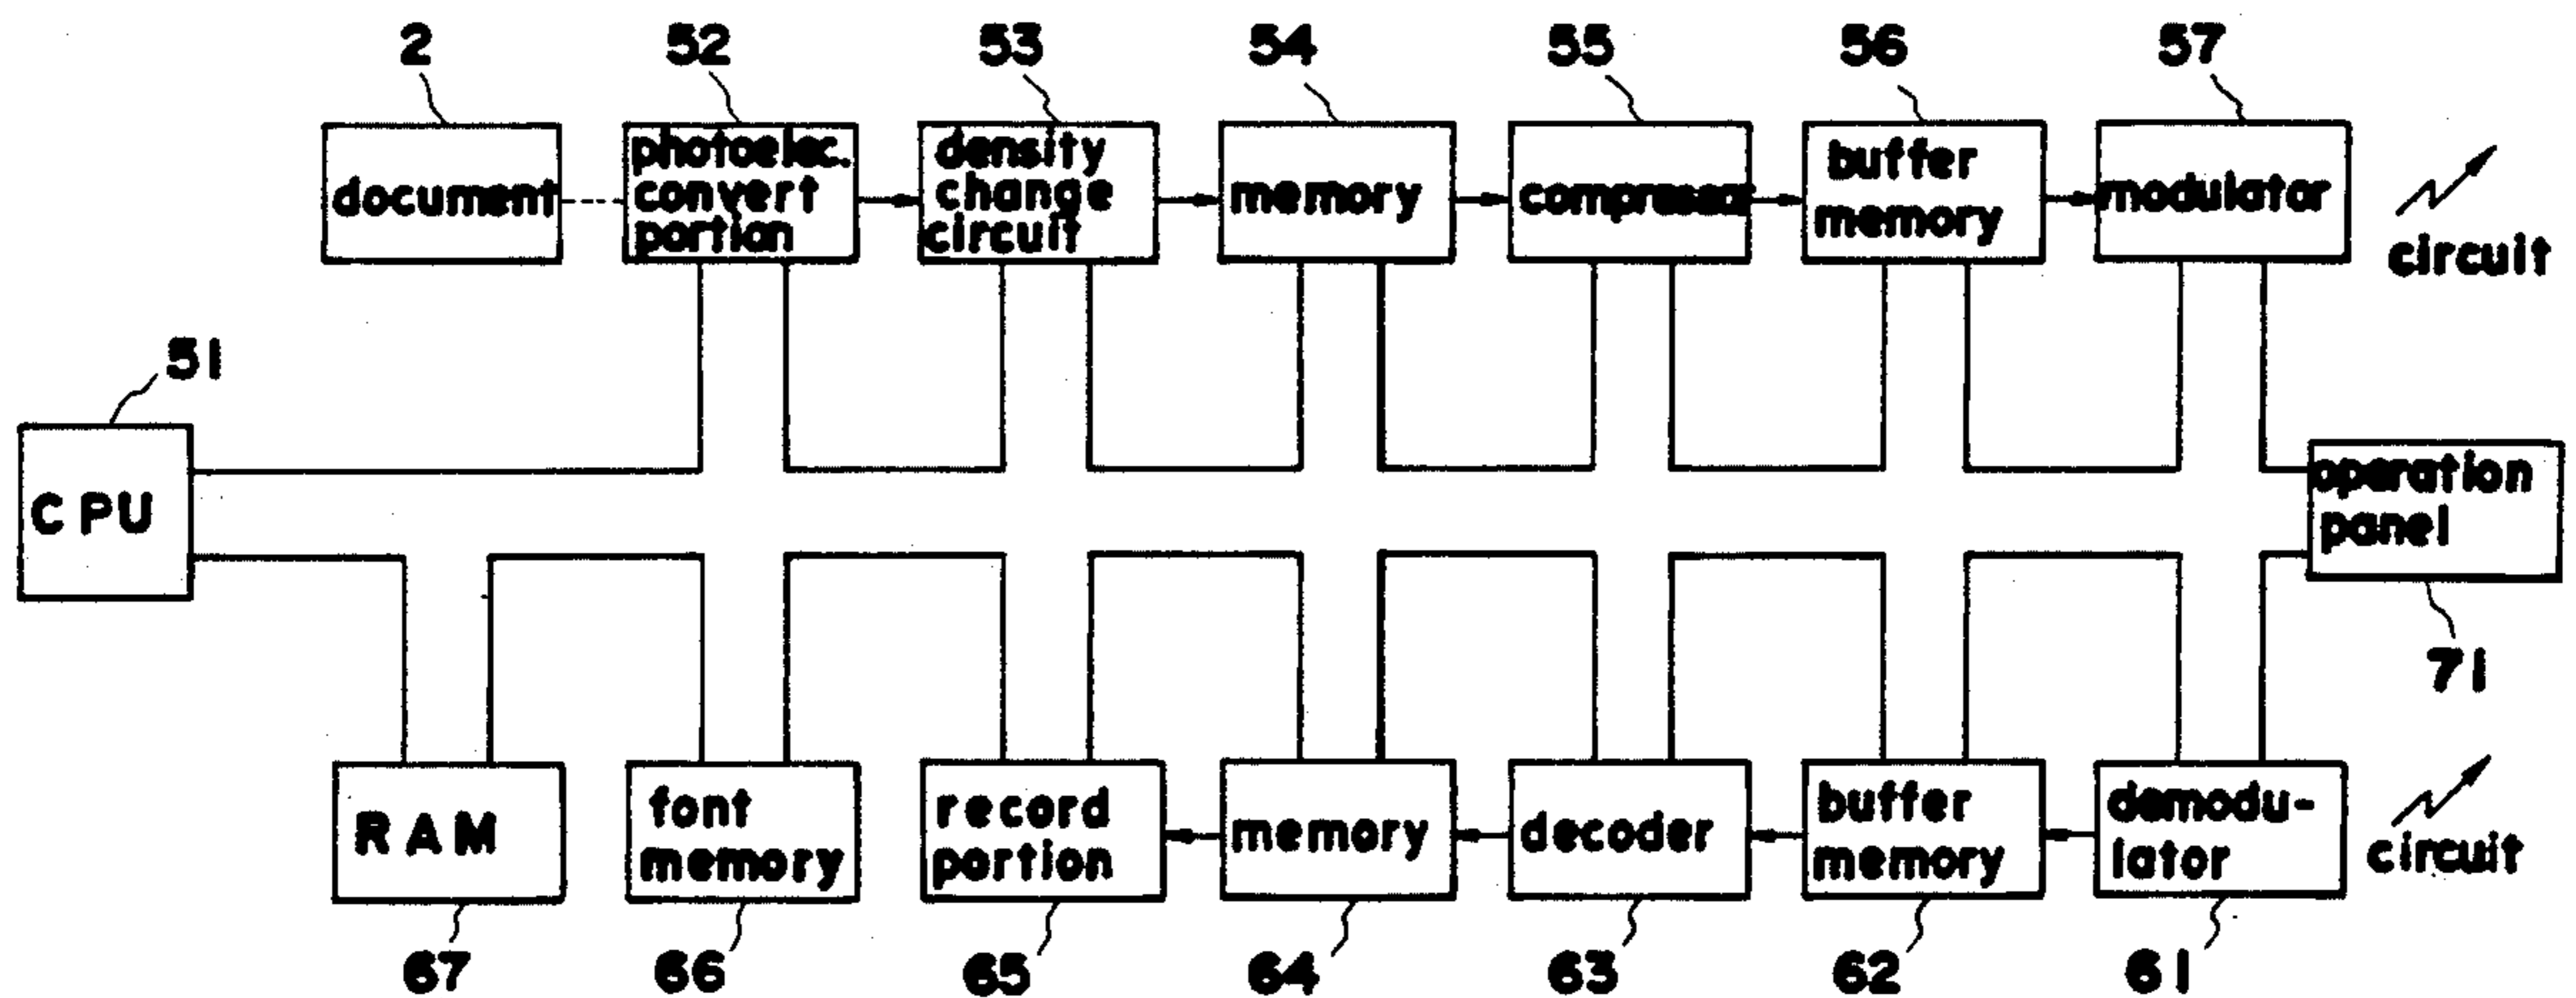 2
52
53
54
55
56
57
document
photoelec.
convert
portion
density
change
circuit
memory
compressor
buffer
memory
modulator
circuit
51
CPU
operation
panel
71
RAM
font
memory
record
portion
memory
decoder
buffer
memory
demodu-
lator
circuit
67
66
65
64
63
62
61